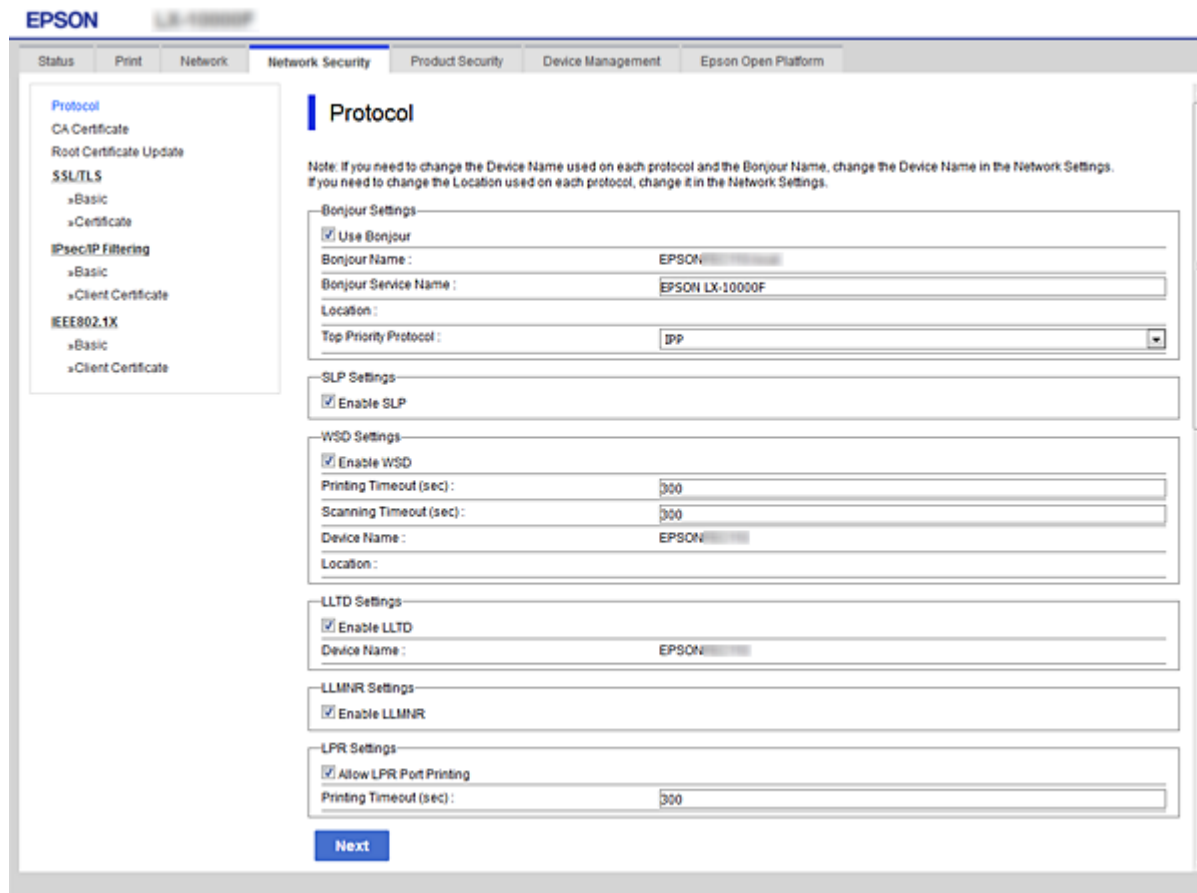 EPSON
Status Print Network Network Security Product Security Device Management Epson Open Platform
Protocol
CA Certificate
Root Certificate Update
SSL/TLS
»Basic
»Certificate
IPsec/IP Filtering
»Basic
»Client Certificate
IEEE802.1X
»Basic
»Client Certificate
Protocol
Note: If you need to change the Device Name used on each protocol and the Bonjour Name, change the Device Name in the Network Settings.
If you need to change the Location used on each protocol, change it in the Network Settings.
Bonjour Settings
Use Bonjour
Bonjour Name : EPSON
Bonjour Service Name : EPSON LX-10000F
Location :
Top Priority Protocol : IPP
SLP Settings
Enable SLP
WSD Settings
Enable WSD
Printing Timeout (sec) : 300
Scanning Timeout (sec) : 300
Device Name : EPSON
Location :
LLTD Settings
Enable LLTD
Device Name : EPSON
LLMNR Settings
Enable LLMNR
LPR Settings
Allow LPR Port Printing
Printing Timeout (sec) : 300
Next